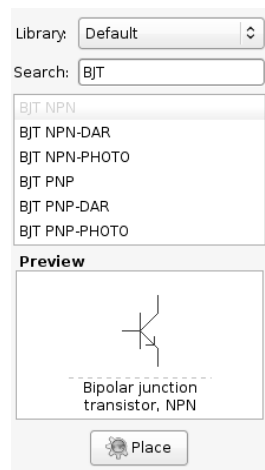 Library: Default
Search: BJT
BJT NPN
BJT NPN-DAR
BJT NPN-PHOTO
BJT PNP
BJT PNP-DAR
BJT PNP-PHOTO
Preview
Bipolar junction
transistor, NPN
Place